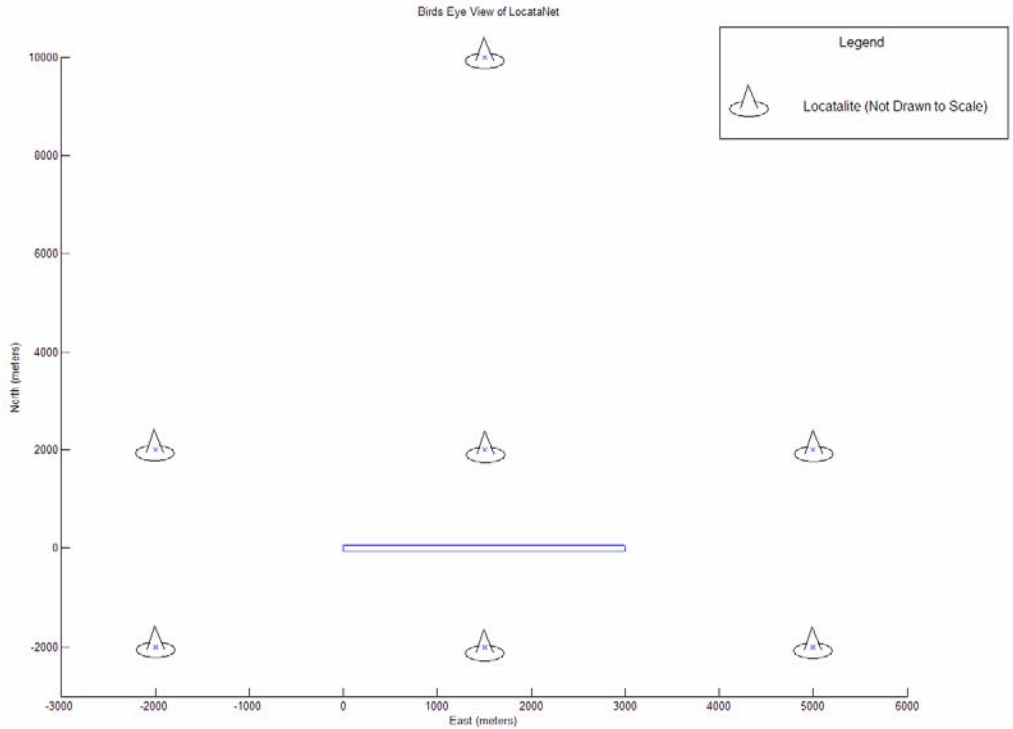 Birds Eye View of LocataNet
Legend
Locatalite (Not Drawn to Scale)
10000
8000
6000
4000
2000
0
-2000
North (meters)
-3000 -2000 -1000 0 1000 2000 3000 4000 5000 6000
East (meters)